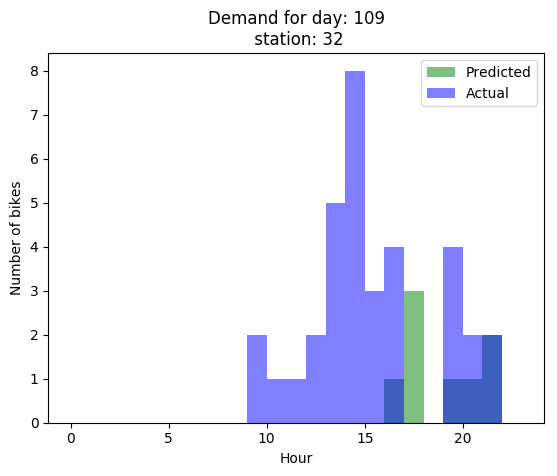 Demand for day: 109
station: 32
Predicted
Actual
Number of bikes
8
7
6
5
4
3
2
1
0
0 5 10 15 20
Hour